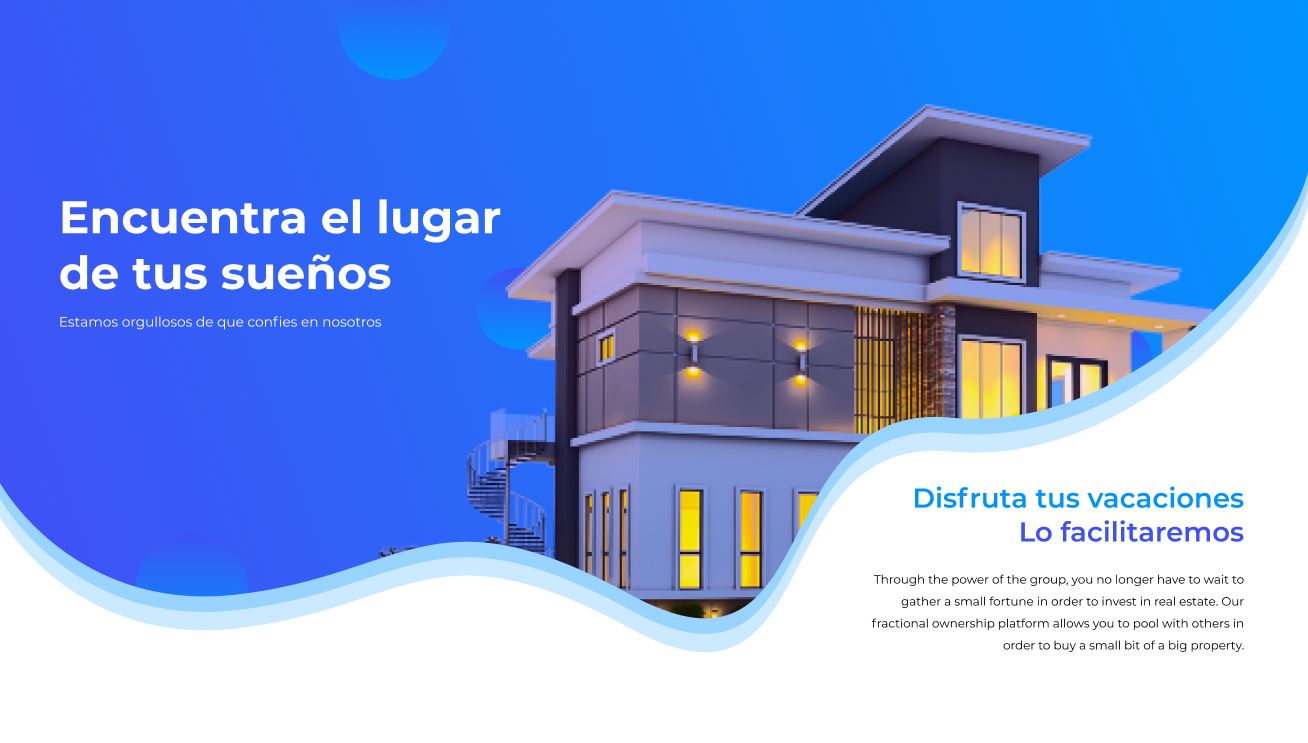 Encuentra el lugar
de tus sueños
Estamos orgullosos de que confies en nosotros
Disfruta tus vacaciones
Lo facilitaremos
Through the power of the group, you no longer have to wait to
gather a small fortune in order to invest in real estate. Our
fractional ownership platform allows you to pool with others in
order to buy a small bit of a big property.